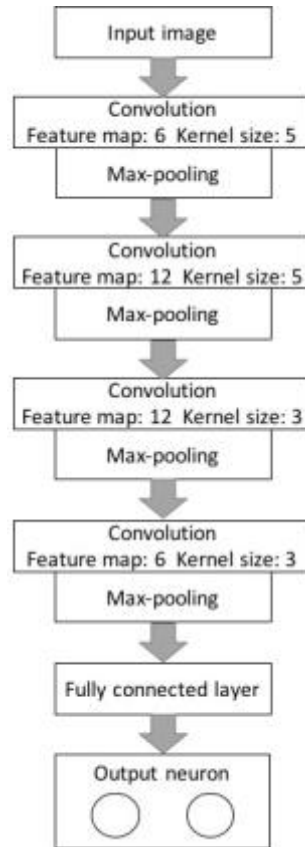 Input image
Convolution
Feature map: 6 Kernel size: 5
Max-pooling
Convolution
Feature map: 12 Kernel size: 5
Max-pooling
Convolution
Feature map: 12 Kernel size: 3
Max-pooling
Convolution
Feature map: 6 Kernel size: 3
Max-pooling
Fully connected layer
Output neuron